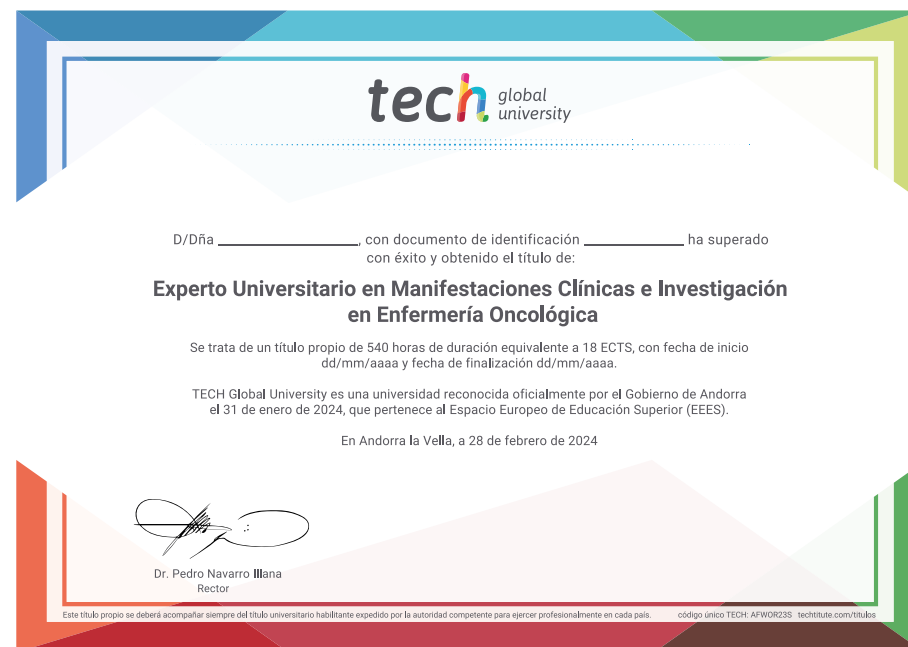 tech global university
D/Dña ____________, con documento de identificación ____________ ha superado
con éxito y obtenido el título de:
Experto Universitario en Manifestaciones Clínicas e Investigación
en Enfermería Oncológica
Se trata de un título propio de 540 horas de duración equivalente a 18 ECTS, con fecha de inicio
dd/mm/aaaa y fecha de finalización dd/mm/aaaa.
TECH Global University es una universidad reconocida oficialmente por el Gobierno de Andorra
el 31 de enero de 2024, que pertenece al Espacio Europeo de Educación Superior (EEES).
En Andorra la Vella, a 28 de febrero de 2024
Dr. Pedro Navarro Illana
Rector
Este título propio se deberá acompañar siempre del título universitario habilitante expedido por la autoridad competente para ejercer profesionalmente en cada país. código único TECH: AFWOR23S techtitute.com/titulos